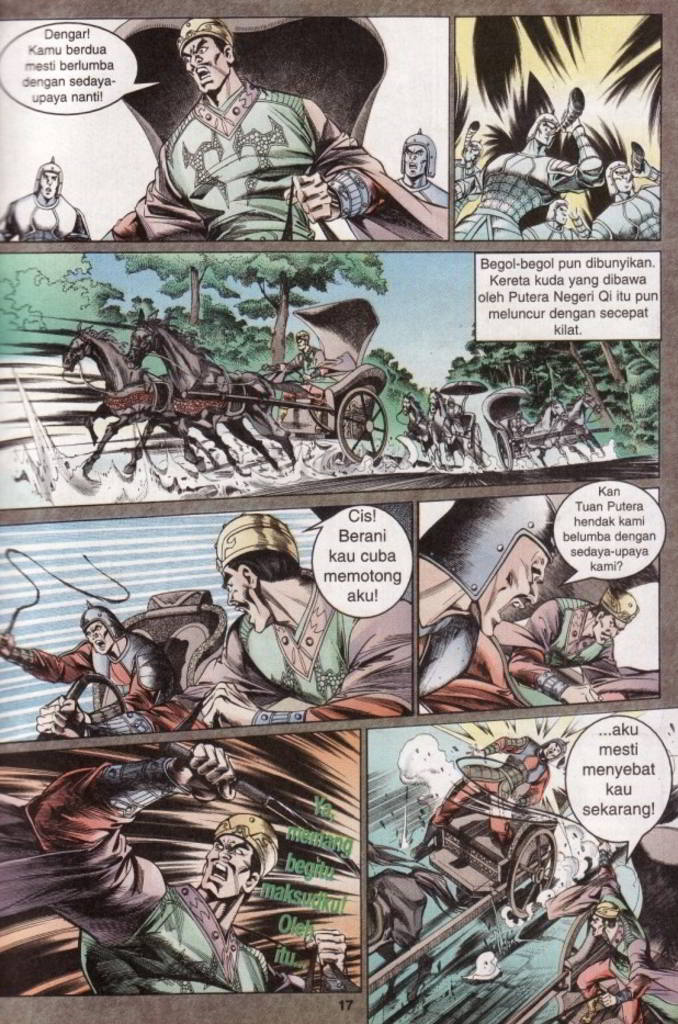 Dengar!
Kamu berdua
mesti berlumba
dengan sedaya-
upaya nanti!
Begol-begol pun dibunyikan.
Kereta kuda yang dibawa
oleh Putera Negeri Qi itu pun
meluncur dengan secepat
kilat.
Cis!
Berani
kau cuba
memotong
aku!
Kan
Tuan Putera
hendak kami
belumba dengan
sedaya-upaya
kami?
Ya,
memang
begitu
maksudku!
Oleh
itu...
...aku
mesti
menyebat
kau
sekarang!
17